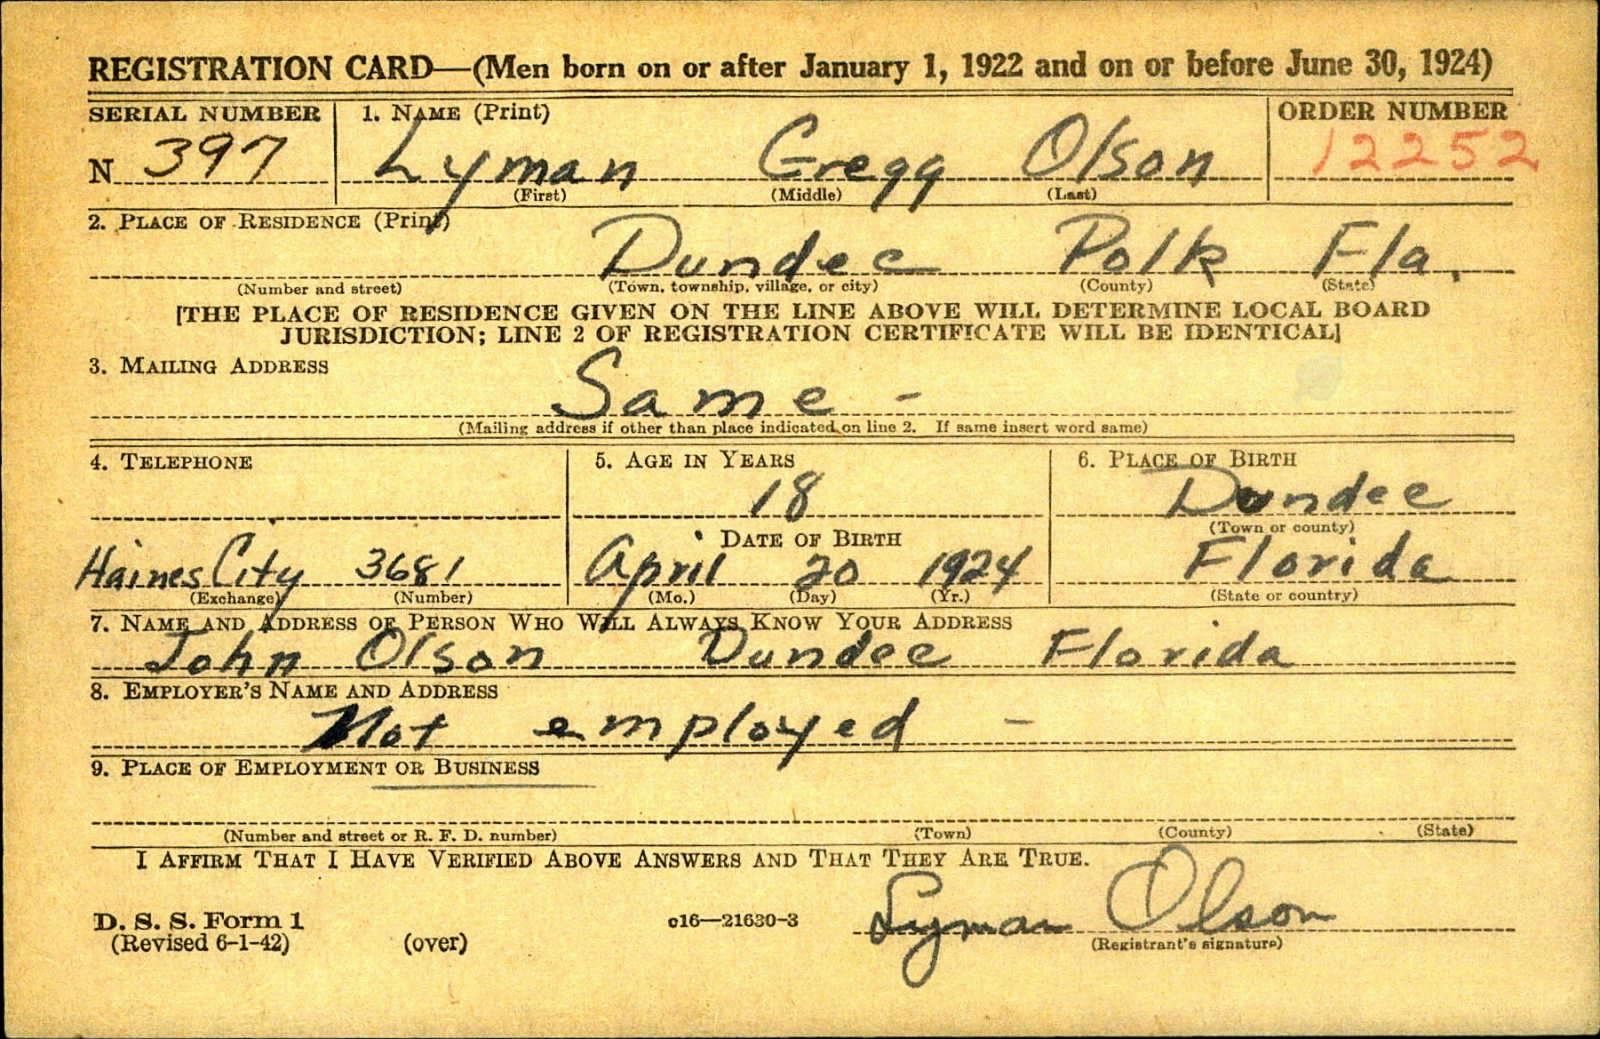 REGISTRATION CARD—(Men born on or after January 1, 1922 and on or before June 30, 1924)
SERIAL NUMBER 1. NAME (Print) ORDER NUMBER
N 397 Lyman Gregg Olson 12252
(First) (Middle) (Last)
2. PLACE OF RESIDENCE (Print)
Dundee Polk Fla.
(Number and street) (Town, township, village, or city) (County) (State)
[THE PLACE OF RESIDENCE GIVEN ON THE LINE ABOVE WILL DETERMINE LOCAL BOARD
JURISDICTION; LINE 2 OF REGISTRATION CERTIFICATE WILL BE IDENTICAL]
3. MAILING ADDRESS
Same -
(Mailing address if other than place indicated on line 2. If same insert word same)
4. TELEPHONE 5. AGE IN YEARS 6. PLACE OF BIRTH
18 Dundee
DATE OF BIRTH (Town or county)
Haines City 3681 April 20 1924 Florida
(Exchange) (Number) (Mo.) (Day) (Yr.) (State or country)
7. NAME AND ADDRESS OF PERSON WHO WILL ALWAYS KNOW YOUR ADDRESS
John Olson Dundee Florida
8. EMPLOYER'S NAME AND ADDRESS
Not employed -
9. PLACE OF EMPLOYMENT OR BUSINESS
(Number and street or R. F. D. number) (Town) (County) (State)
I AFFIRM THAT I HAVE VERIFIED ABOVE ANSWERS AND THAT THEY ARE TRUE.
D. S. S. Form 1 c16—21630-3 Lyman Olson
(Revised 6-1-42) (over) (Registrant's signature)